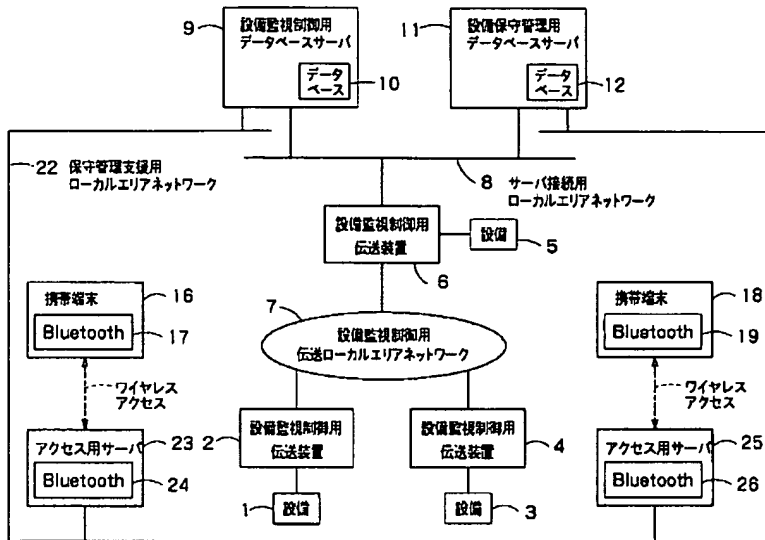 9
設備監視制御用
データベースサーバ
データ
ベース
10
11
設備保守管理用
データベースサーバ
データ
ベース
12
22 保守管理支援用
ローカルエリアネットワーク
8 サーバ接続用
ローカルエリアネットワーク
設備監視制御用
伝送装置
6
設備
5
携帯端末
16
Bluetooth
17
7
設備監視制御用
伝送ローカルエリアネットワーク
携帯端末
18
Bluetooth
19
ワイヤレス
アクセス
ワイヤレス
アクセス
アクセス用サーバ
23
Bluetooth
24
2
設備監視制御用
伝送装置
設備監視制御用
伝送装置
4
アクセス用サーバ
25
Bluetooth
26
1
設備
設備
3